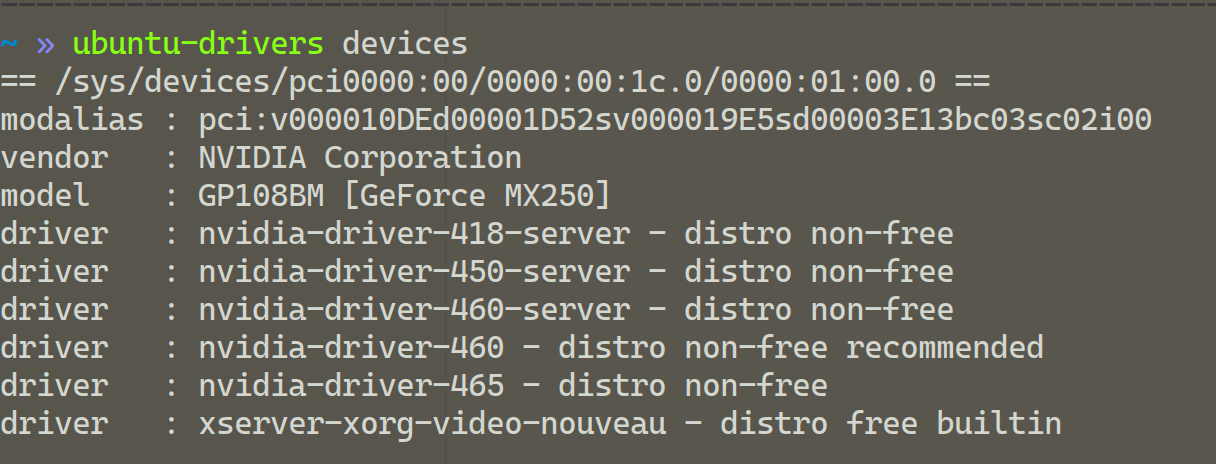 ~ » ubuntu-drivers devices
== /sys/devices/pci0000:00/0000:00:1c.0/0000:01:00.0 ==
modalias : pci:v000010DEd00001D52sv000019E5sd00003E13bc03sc02i00
vendor   : NVIDIA Corporation
model    : GP108BM [GeForce MX250]
driver   : nvidia-driver-418-server - distro non-free
driver   : nvidia-driver-450-server - distro non-free
driver   : nvidia-driver-460-server - distro non-free
driver   : nvidia-driver-460 - distro non-free recommended
driver   : nvidia-driver-465 - distro non-free
driver   : xserver-xorg-video-nouveau - distro free builtin